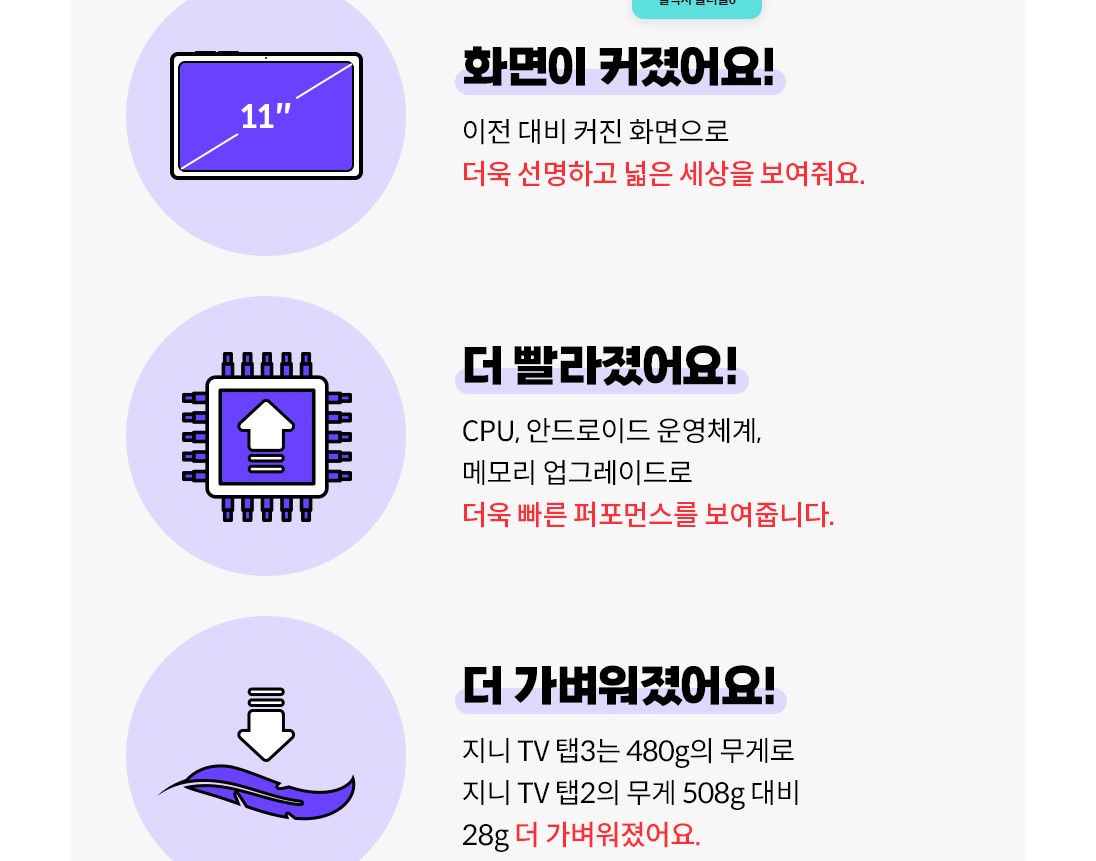 11"
화면이 커졌어요!
이전 대비 커진 화면으로
더욱 선명하고 넓은 세상을 보여줘요.
더 빨라졌어요!
CPU, 안드로이드 운영체계,
메모리 업그레이드로
더욱 빠른 퍼포먼스를 보여줍니다.
더 가벼워졌어요!
지니 TV 탭3는 480g의 무게로
지니 TV 탭2의 무게 508g 대비
28g 더 가벼워졌어요.